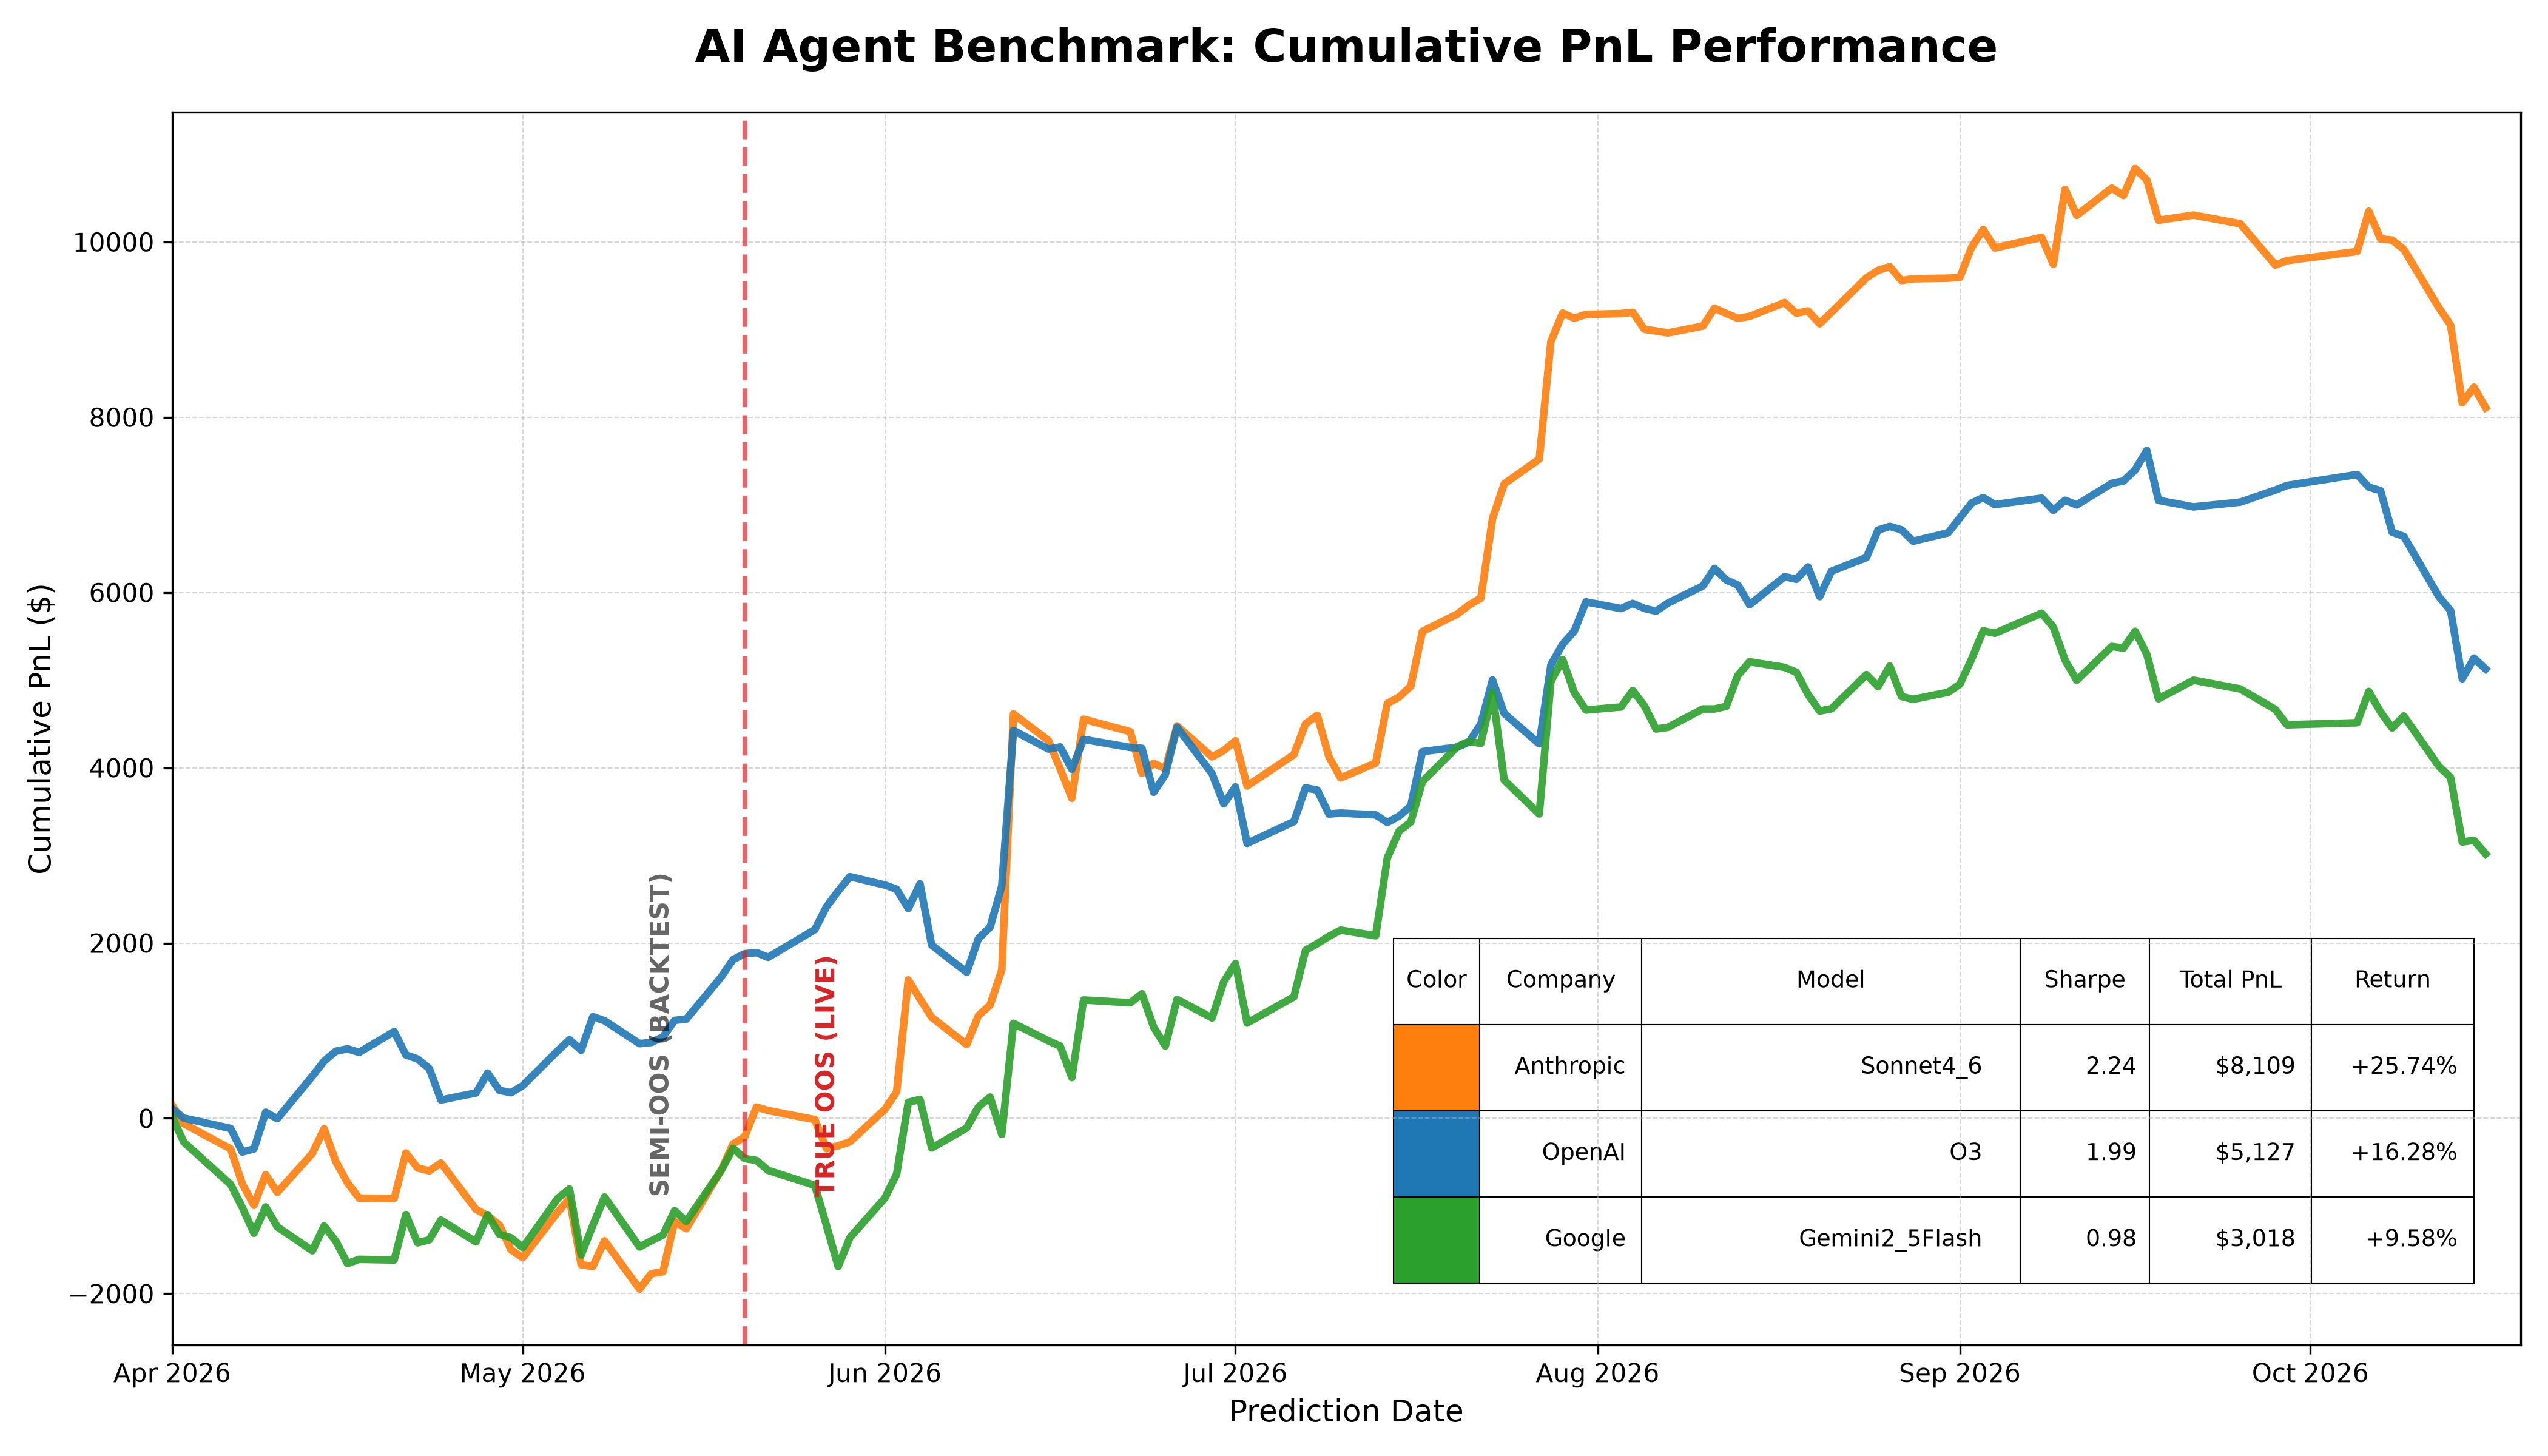 AI Agent Benchmark: Cumulative PnL Performance
Cumulative PnL ($)
10000
8000
6000
4000
2000
0
−2000
SEMI-OOS (BACKTEST)
TRUE OOS (LIVE)
Color Company Model Sharpe Total PnL Return
Anthropic Sonnet4_6 2.24 $8,109 +25.74%
OpenAI O3 1.99 $5,127 +16.28%
Google Gemini2_5Flash 0.98 $3,018 +9.58%
Apr 2026 May 2026 Jun 2026 Jul 2026 Aug 2026 Sep 2026 Oct 2026
Prediction Date